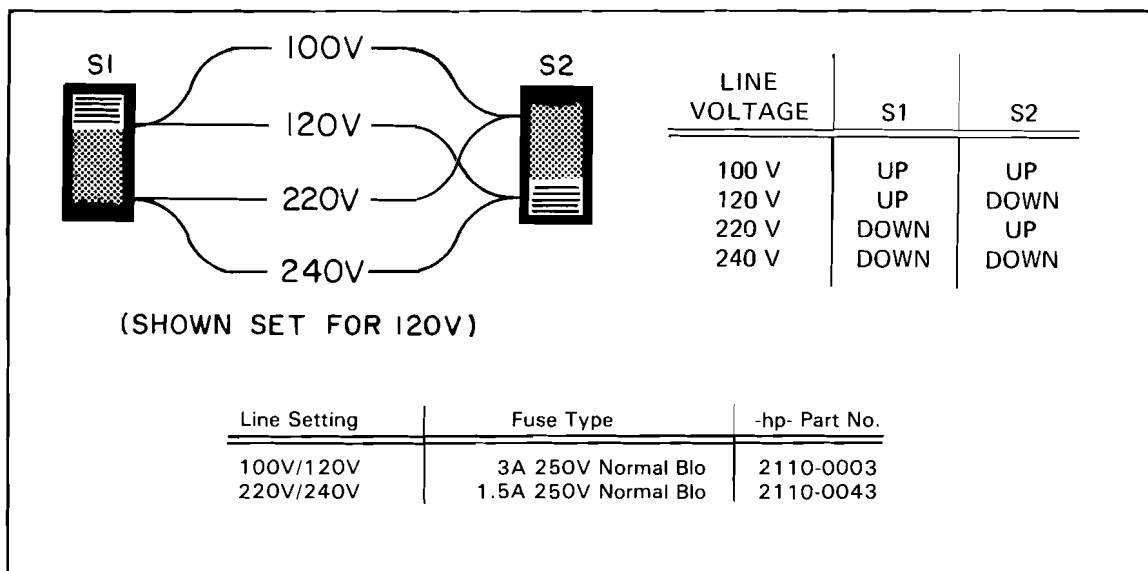 S1 100V S2
120V
220V
240V
(SHOWN SET FOR 120V)
LINE
VOLTAGE S1 S2
100 V UP UP
120 V UP DOWN
220 V DOWN UP
240 V DOWN DOWN
Line Setting Fuse Type -hp- Part No.
100V/120V 3A 250V Normal Blo 2110-0003
220V/240V 1.5A 250V Normal Blo 2110-0043